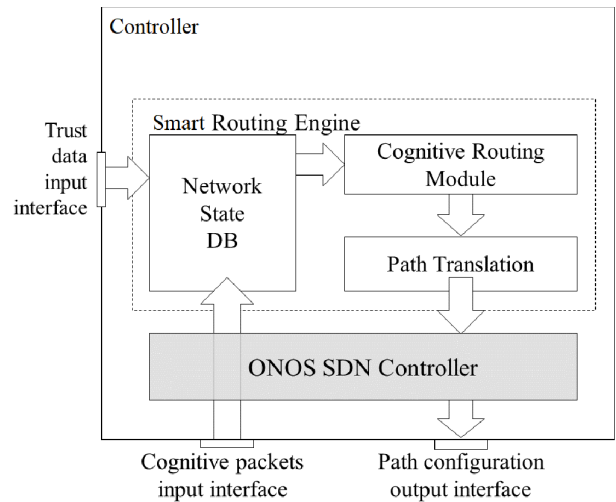 Controller
Smart Routing Engine
Trust
data
input
interface
Network
State
DB
Cognitive Routing
Module
Path Translation
ONOS SDN Controller
Cognitive packets
input interface
Path configuration
output interface